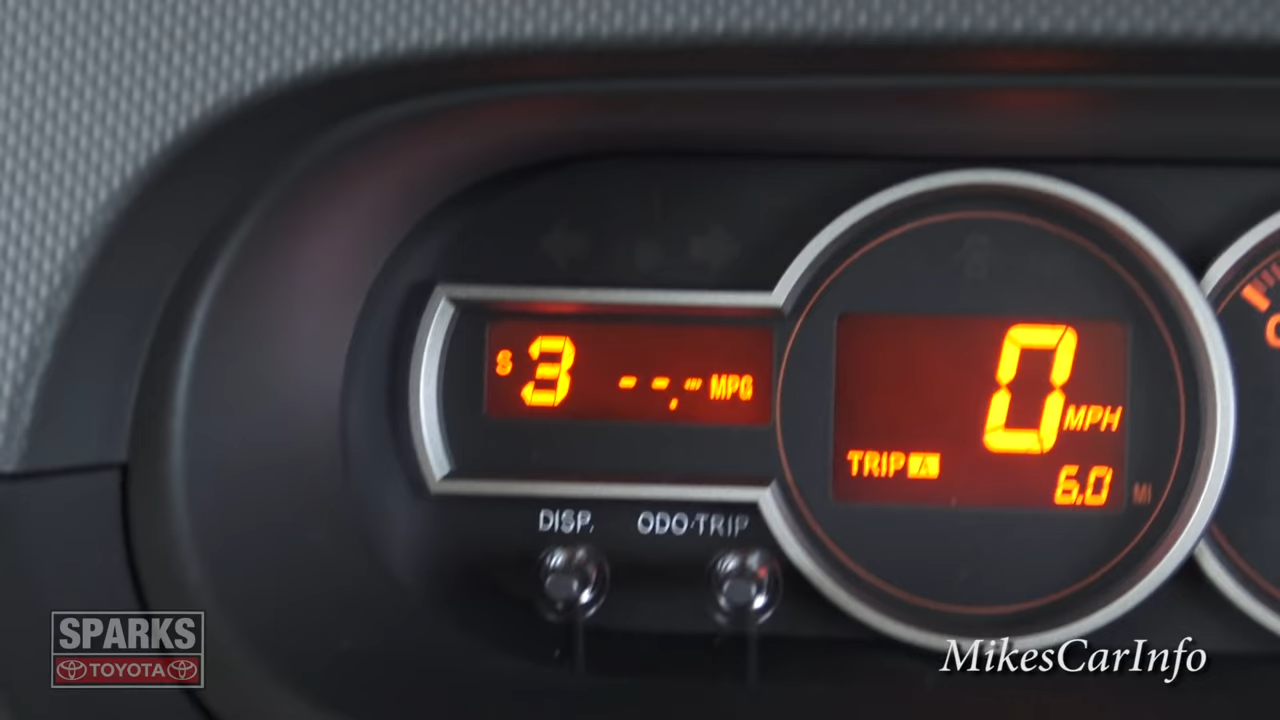 S 3 --.- MPG
0 MPH
TRIP A
6.0 MI
DISP. ODO·TRIP
SPARKS
TOYOTA
MikesCarInfo